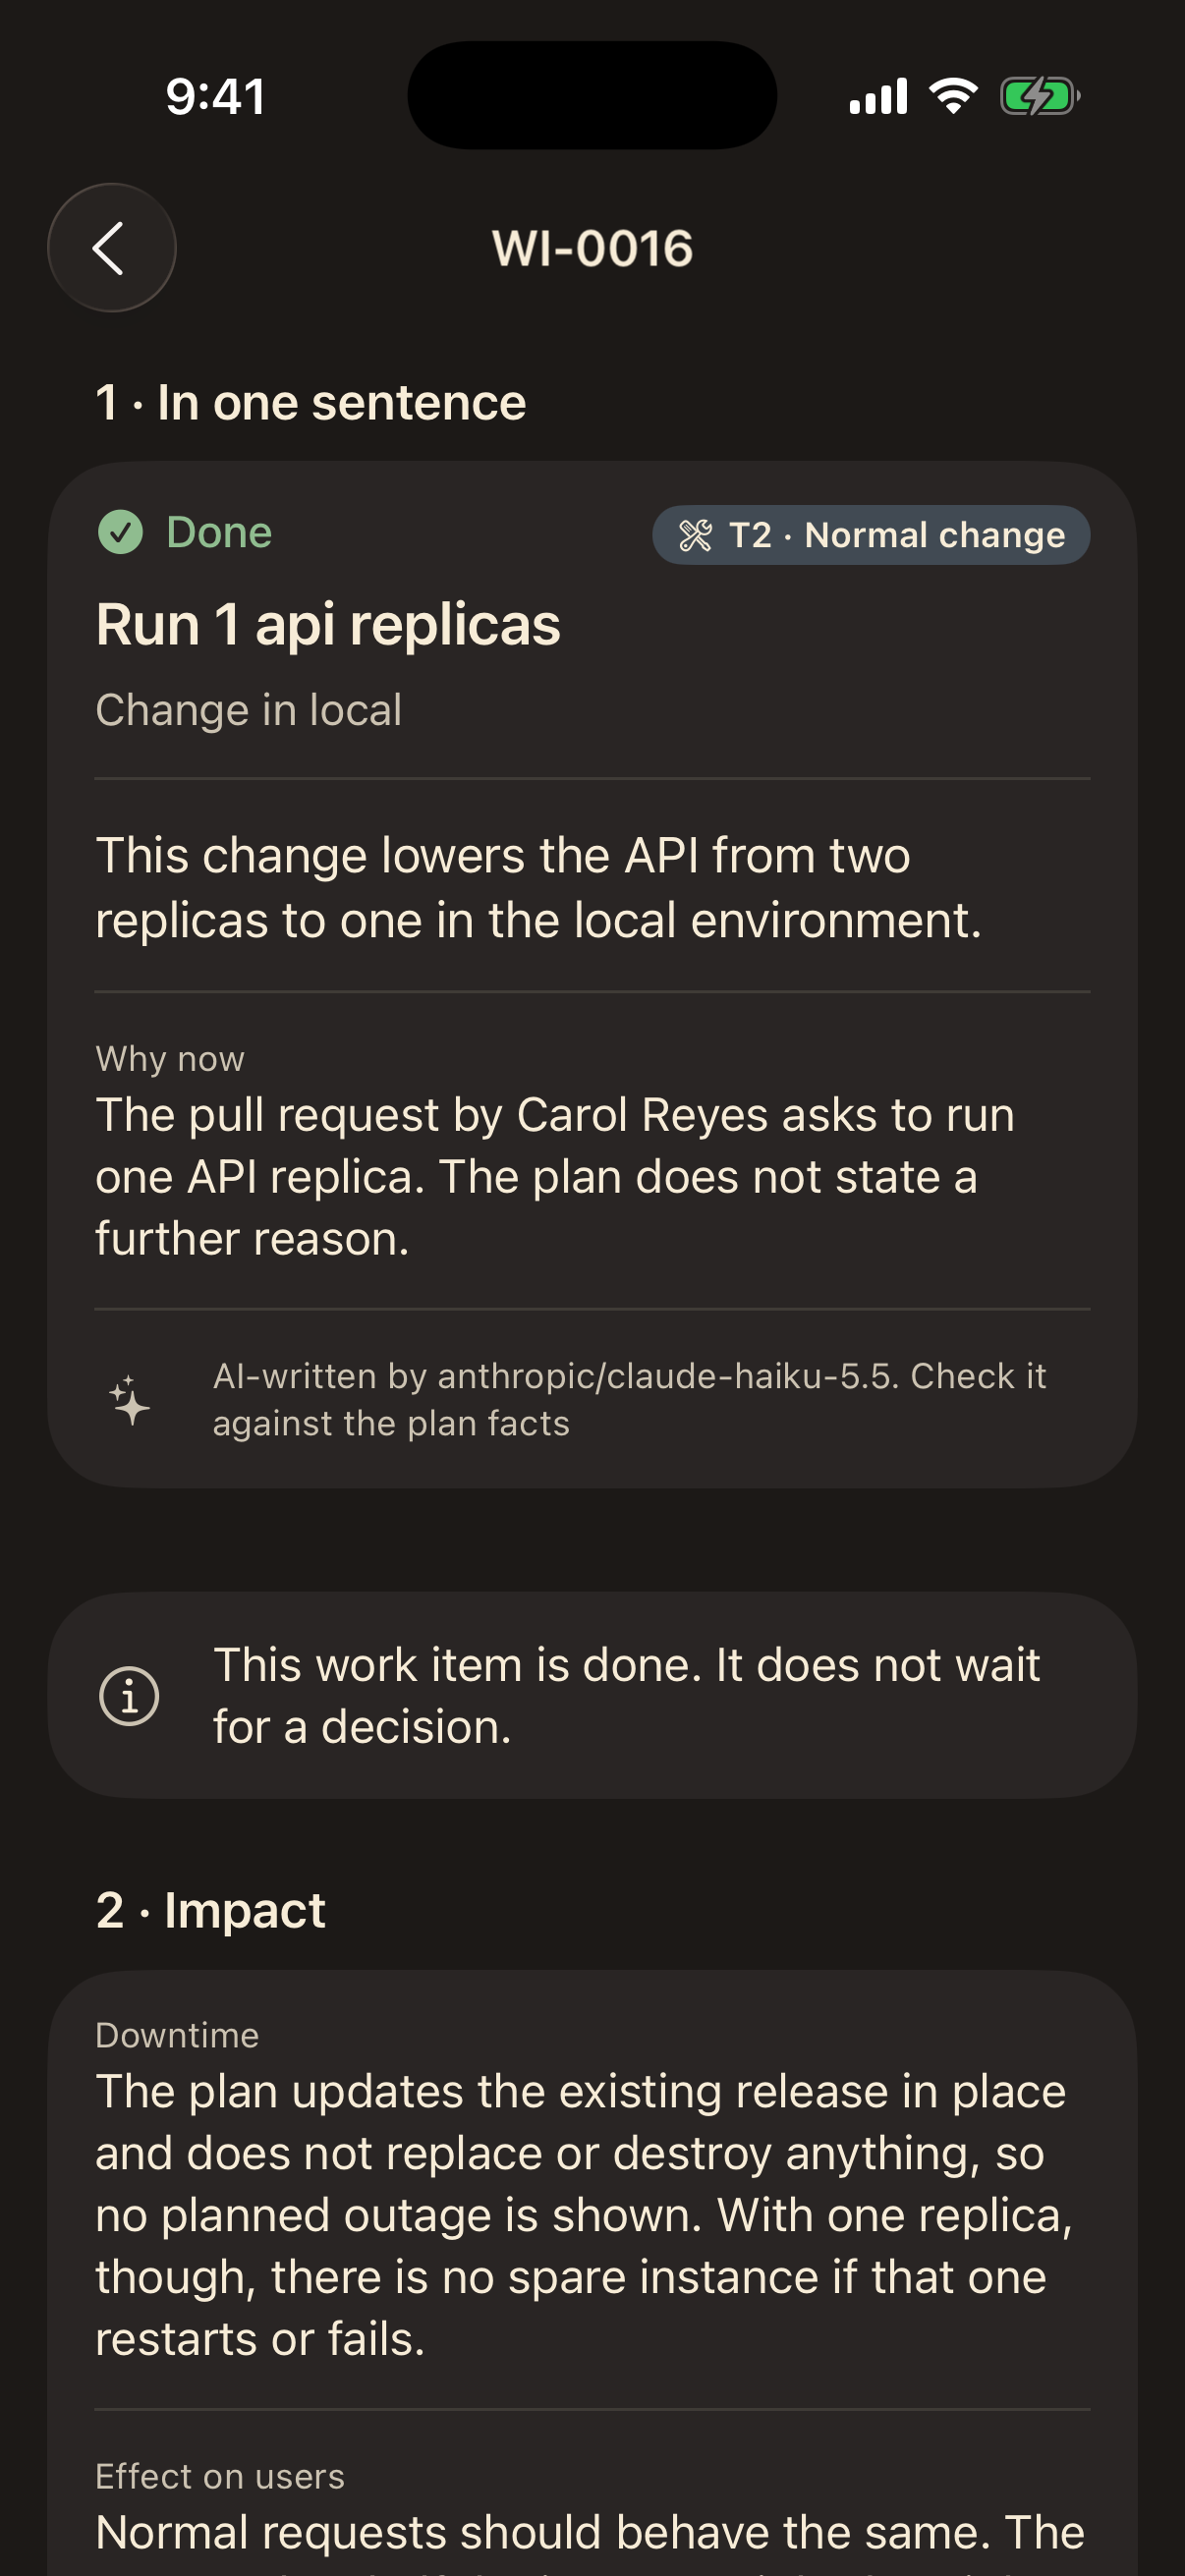 9:41
WI-0016
1 · In one sentence
Done
T2 · Normal change
Run 1 api replicas
Change in local
This change lowers the API from two
replicas to one in the local environment.
Why now
The pull request by Carol Reyes asks to run
one API replica. The plan does not state a
further reason.
AI-written by anthropic/claude-haiku-5.5. Check it
against the plan facts
This work item is done. It does not wait
for a decision.
2 · Impact
Downtime
The plan updates the existing release in place
and does not replace or destroy anything, so
no planned outage is shown. With one replica,
though, there is no spare instance if that one
restarts or fails.
Effect on users
Normal requests should behave the same. The